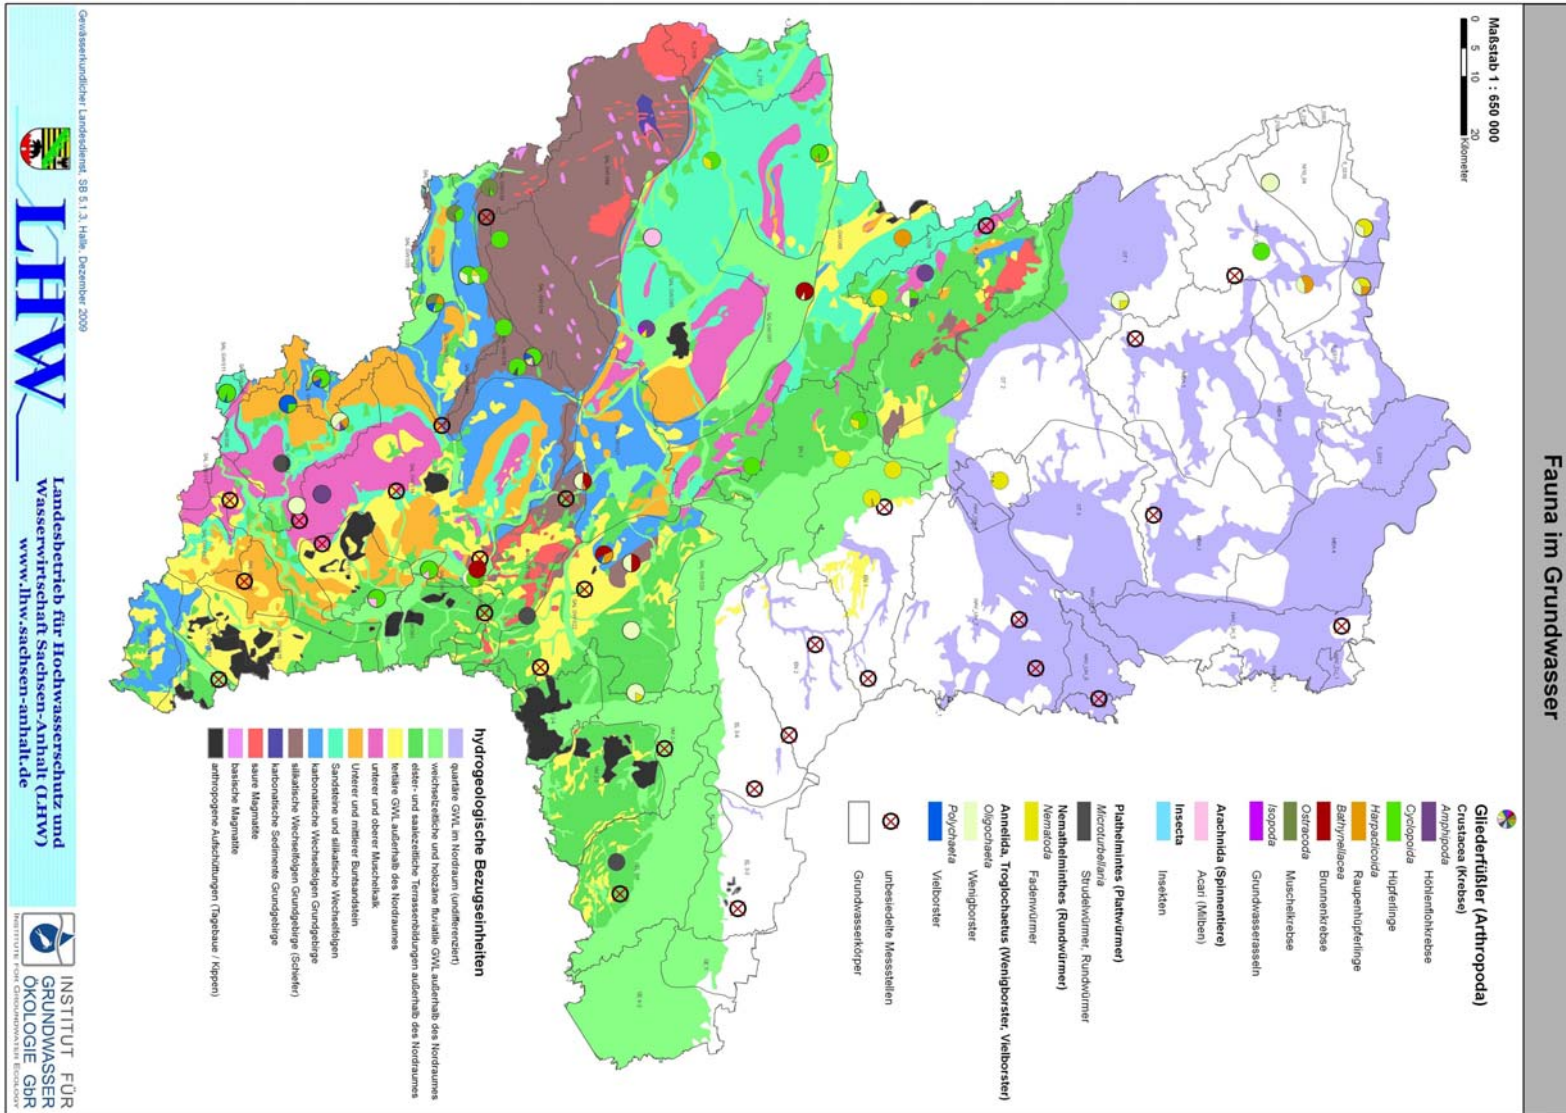 Fauna im Grundwasser
Maßstab 1 : 650 000
0 5 10 20
Kilometer
Gliederfüßler (Arthropoda)
Crustacea (Krebse)
Amphipoda Höhlenflohkrebse
Cyclopoida Hüpferlinge
Harpacticoida Raupenhüpferlinge
Bathynellacea Brunnenkrebse
Ostracoda Muschelkrebse
Isopoda Grundwasserasseln
Arachnida (Spinnentiere)
Acari (Milben)
Insecta
Insekten
Plathelmintes (Plattwürmer)
Microturbellaria Strudelwürmer, Rundwürmer
Nemathelminthes (Rundwürmer)
Nematoda Fadenwürmer
Annelida, Troglochaetus (Wenigborster, Vielborster)
Oligochaeta Wenigborster
Polychaeta Vielborster
unbesiedelte Messstellen
Grundwasserkörper
hydrogeologische Bezugseinheiten
quartäre GWL im Nordraum (undifferenziert)
weichselzeitliche und holozäne fluviatile GWL außerhalb des Nordraumes
elster- und saalezeitliche Terrassenbildungen außerhalb des Nordraumes
tertiäre GWL außerhalb des Nordraumes
unterer und oberer Muschelkalk
Unterer und mittlerer Buntsandstein
Sandsteine und silikatische Wechselfolgen
karbonatische Wechselfolgen Grundgebirge
silikatische Wechselfolgen Grundgebirge (Schiefer)
karbonatische Sedimente Grundgebirge
saure Magmatite
basische Magmatite
anthropogene Aufschüttungen (Tagebaue / Kippen)
Gewässerkundlicher Landesdienst, SB 5.1.3, Halle, Dezember 2009
LHW
Landesbetrieb für Hochwasserschutz und
Wasserwirtschaft Sachsen-Anhalt (LHW)
www.lhw.sachsen-anhalt.de
INSTITUT FÜR
GRUNDWASSER
ÖKOLOGIE GbR
INSTITUTE FOR GROUNDWATER ECOLOGY